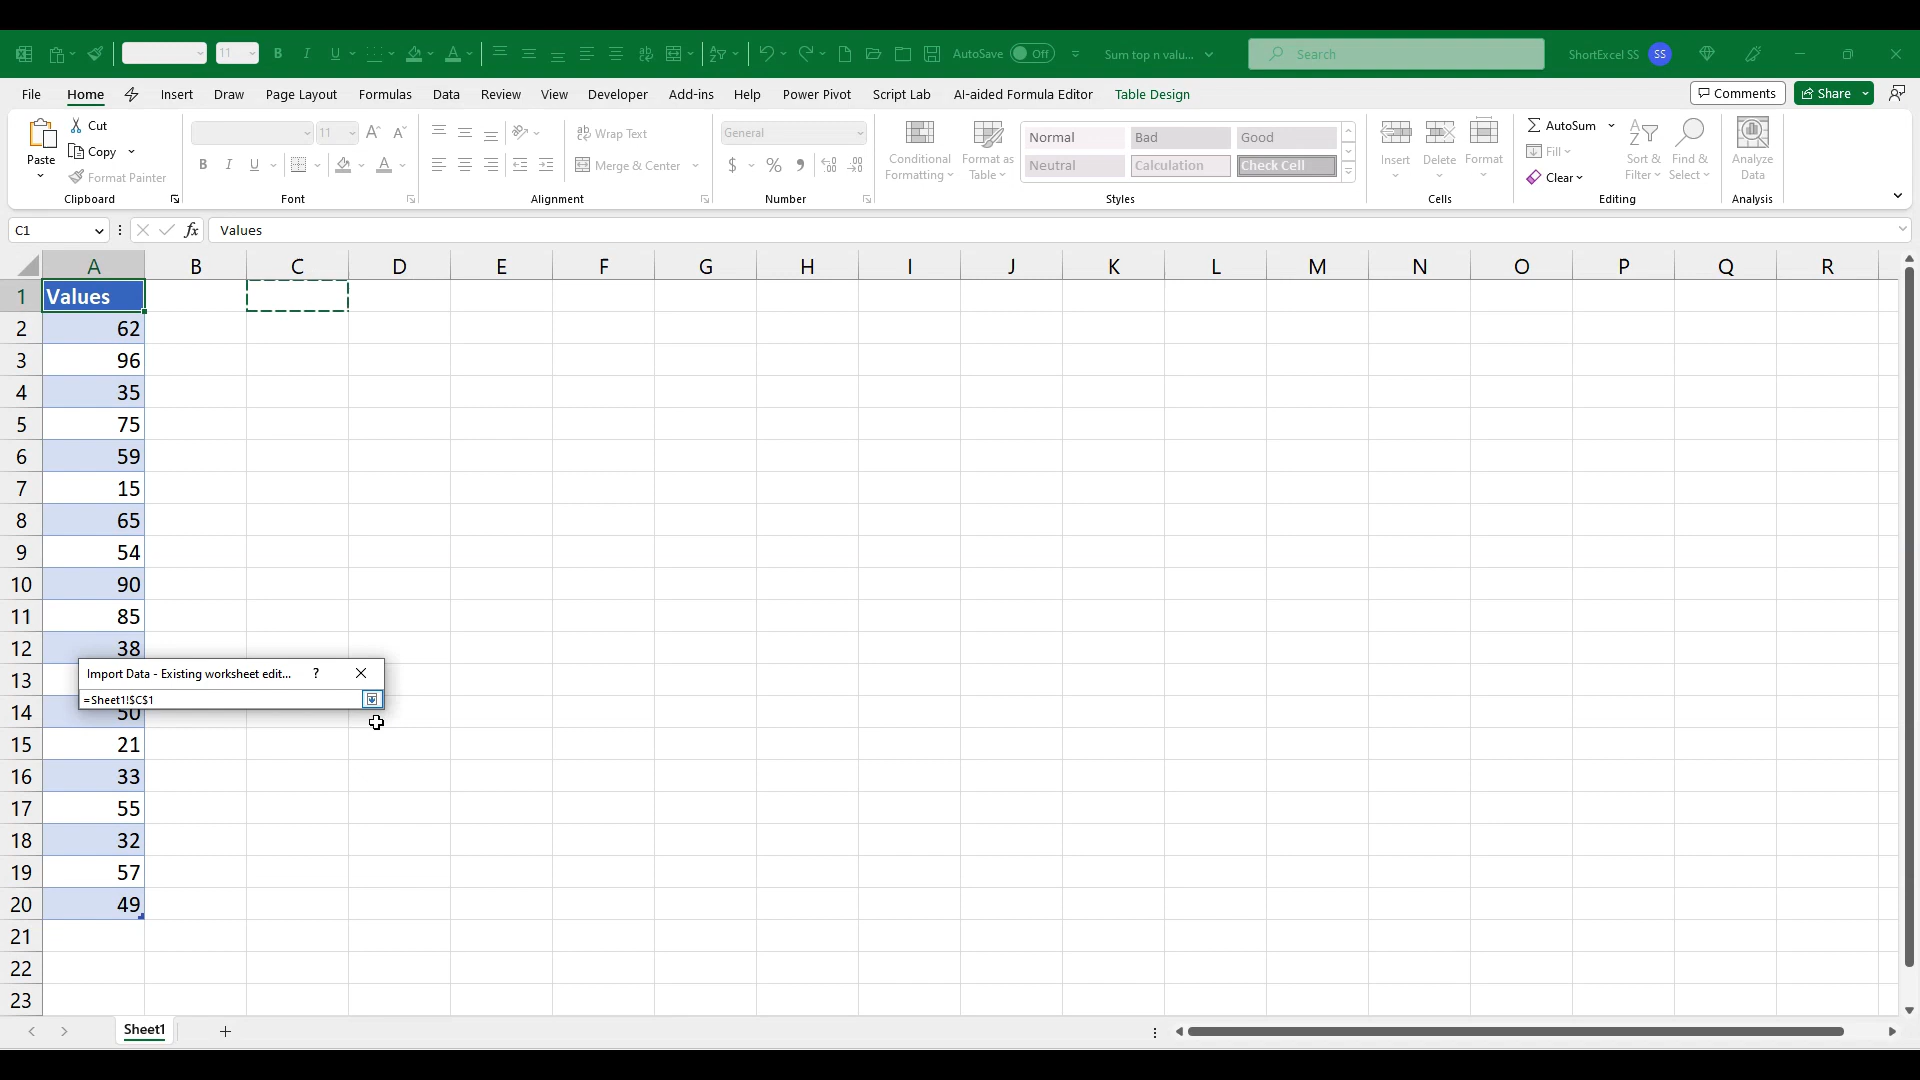 11 B I U A AutoSave Off Sum top n valu... Search ShortExcel SS SS
File Home Insert Draw Page Layout Formulas Data Review View Developer Add-ins Help Power Pivot Script Lab AI-aided Formula Editor Table Design Comments Share
Paste Cut Copy Format Painter Clipboard
11 B I U A Font
Wrap Text Merge & Center Alignment
General $ % Number
Conditional Formatting Format as Table Normal Bad Good Neutral Calculation Check Cell Styles
Insert Delete Format Cells
AutoSum Fill Clear Sort & Filter Find & Select Editing
Analyze Data Analysis
C1 fx Values
A B C D E F G H I J K L M N O P Q R
1 Values
2 62
3 96
4 35
5 75
6 59
7 15
8 65
9 54
10 90
11 85
12 38
13 Import Data - Existing worksheet edit... ?
=Sheet1!$C$1
14 50
15 21
16 33
17 55
18 32
19 57
20 49
21
22
23
Sheet1